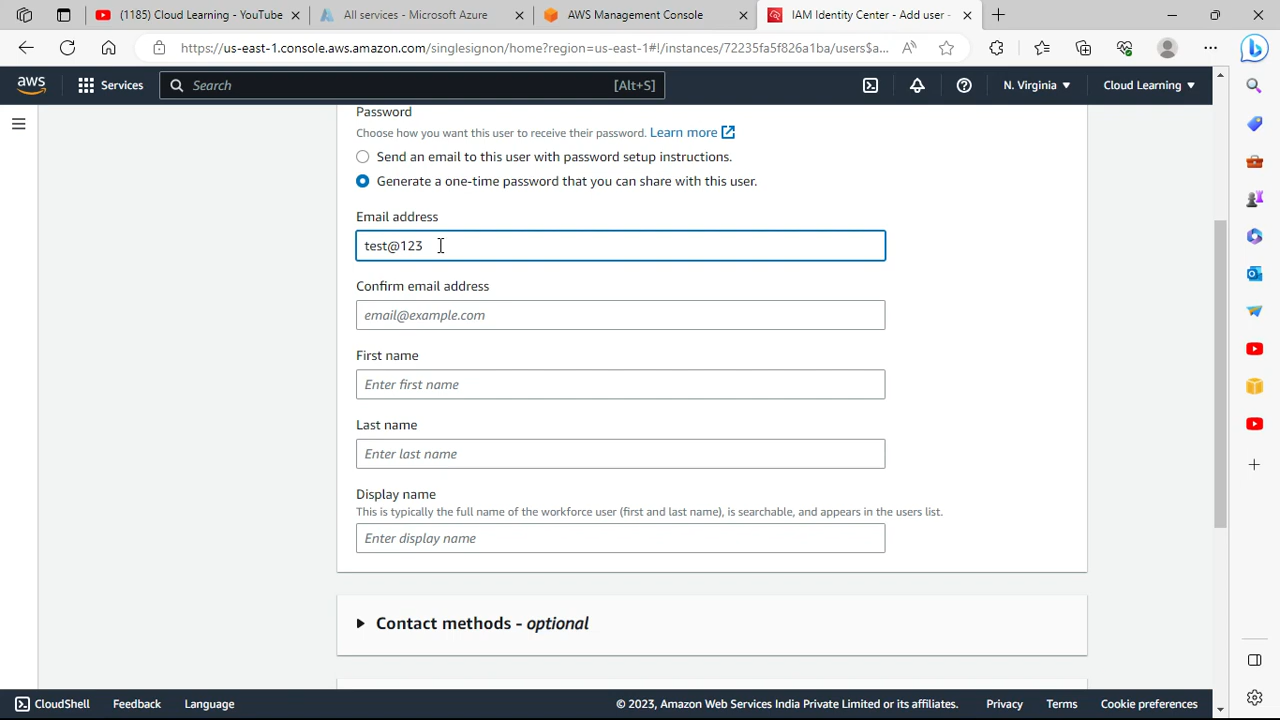 (1185) Cloud Learning - YouTube
All services - Microsoft Azure
AWS Management Console
IAM Identity Center - Add user -
https://us-east-1.console.aws.amazon.com/singlesignon/home?region=us-east-1#!/instances/72235fa5f826a1ba/users$a...
aws
Services
Search
[Alt+S]
N. Virginia
Cloud Learning
Password
Choose how you want this user to receive their password. Learn more
Send an email to this user with password setup instructions.
Generate a one-time password that you can share with this user.
Email address
test@123
Confirm email address
email@example.com
First name
Enter first name
Last name
Enter last name
Display name
This is typically the full name of the workforce user (first and last name), is searchable, and appears in the users list.
Enter display name
Contact methods - optional
CloudShell
Feedback
Language
© 2023, Amazon Web Services India Private Limited or its affiliates.
Privacy
Terms
Cookie preferences